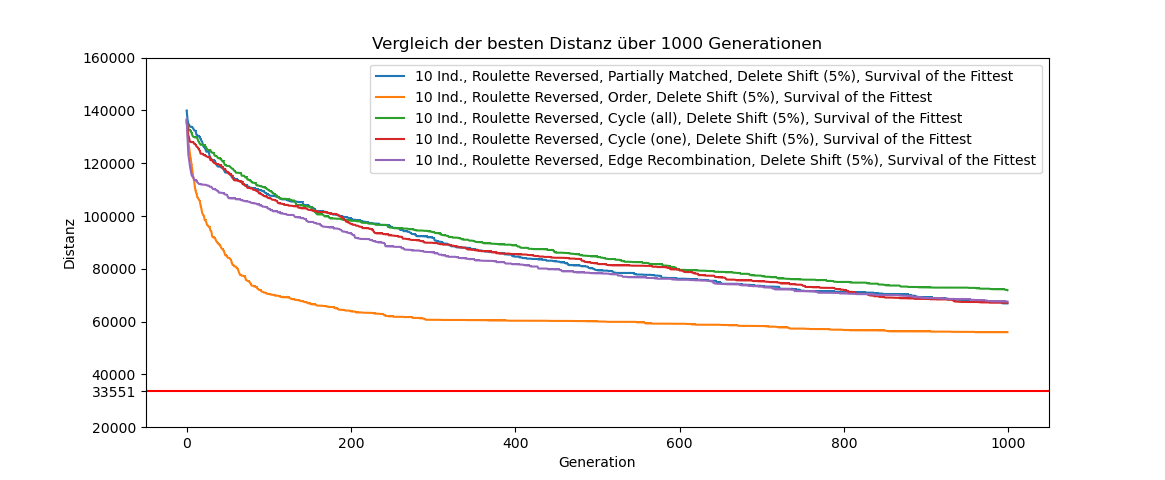 Vergleich der besten Distanz über 1000 Generationen
160000
140000
120000
100000
80000
60000
40000
33551
20000
Distanz
10 Ind., Roulette Reversed, Partially Matched, Delete Shift (5%), Survival of the Fittest
10 Ind., Roulette Reversed, Order, Delete Shift (5%), Survival of the Fittest
10 Ind., Roulette Reversed, Cycle (all), Delete Shift (5%), Survival of the Fittest
10 Ind., Roulette Reversed, Cycle (one), Delete Shift (5%), Survival of the Fittest
10 Ind., Roulette Reversed, Edge Recombination, Delete Shift (5%), Survival of the Fittest
0 200 400 600 800 1000
Generation